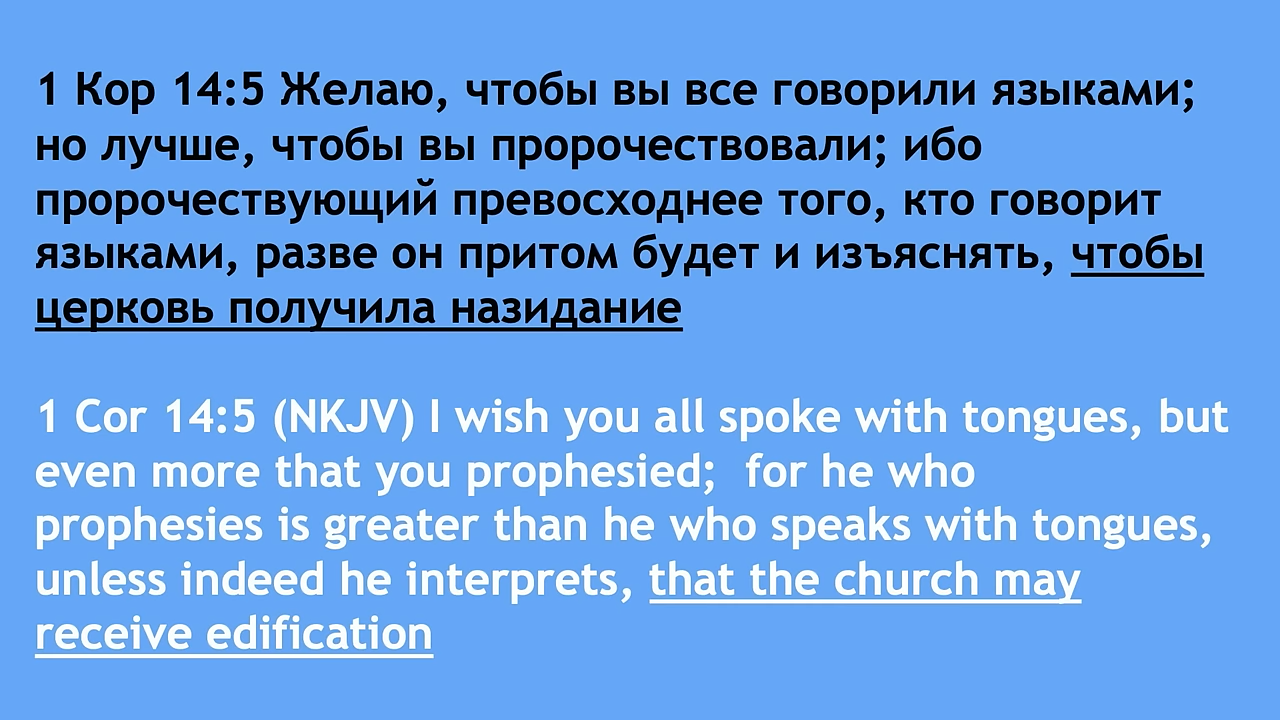 1 Кор 14:5 Желаю, чтобы вы все говорили языками;
но лучше, чтобы вы пророчествовали; ибо
пророчествующий превосходнее того, кто говорит
языками, разве он притом будет и изъяснять, чтобы
церковь получила назидание
1 Cor 14:5 (NKJV) I wish you all spoke with tongues, but
even more that you prophesied;  for he who
prophesies is greater than he who speaks with tongues,
unless indeed he interprets, that the church may
receive edification